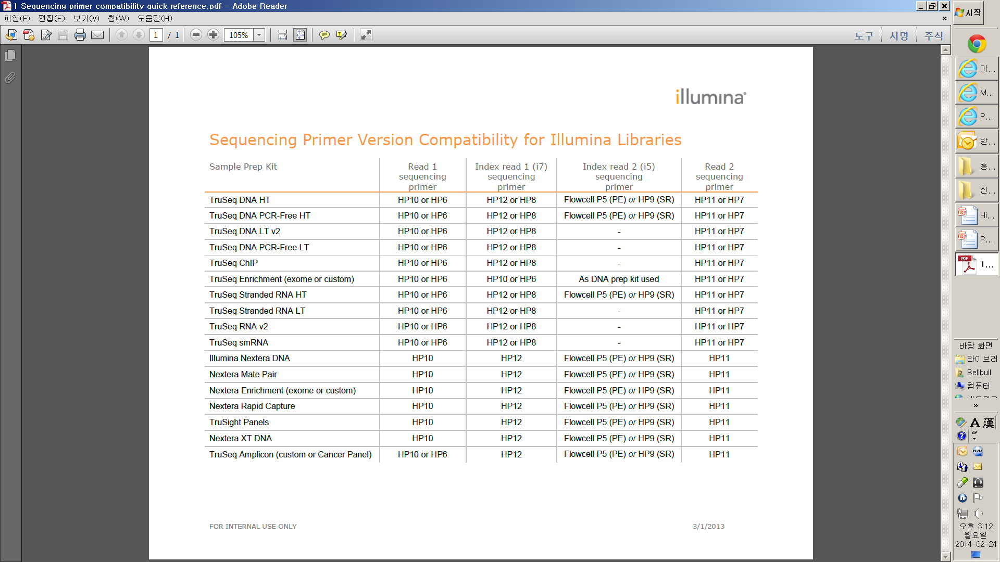 1 Sequencing primer compatibility quick reference.pdf - Adobe Reader
파일(F) 편집(E) 보기(V) 창(W) 도움말(H)
1 / 1 105% 도구 서명 주석
illumina®
Sequencing Primer Version Compatibility for Illumina Libraries
Sample Prep Kit Read 1 sequencing primer Index read 1 (i7) sequencing primer Index read 2 (i5) sequencing primer Read 2 sequencing primer
TruSeq DNA HT HP10 or HP6 HP12 or HP8 Flowcell P5 (PE) or HP9 (SR) HP11 or HP7
TruSeq DNA PCR-Free HT HP10 or HP6 HP12 or HP8 Flowcell P5 (PE) or HP9 (SR) HP11 or HP7
TruSeq DNA LT v2 HP10 or HP6 HP12 or HP8 - HP11 or HP7
TruSeq DNA PCR-Free LT HP10 or HP6 HP12 or HP8 - HP11 or HP7
TruSeq ChIP HP10 or HP6 HP12 or HP8 - HP11 or HP7
TruSeq Enrichment (exome or custom) HP10 or HP6 HP10 or HP6 As DNA prep kit used HP11 or HP7
TruSeq Stranded RNA HT HP10 or HP6 HP12 or HP8 Flowcell P5 (PE) or HP9 (SR) HP11 or HP7
TruSeq Stranded RNA LT HP10 or HP6 HP12 or HP8 - HP11 or HP7
TruSeq RNA v2 HP10 or HP6 HP12 or HP8 - HP11 or HP7
TruSeq smRNA HP10 or HP6 HP12 or HP8 - HP11 or HP7
Illumina Nextera DNA HP10 HP12 Flowcell P5 (PE) or HP9 (SR) HP11
Nextera Mate Pair HP10 HP12 Flowcell P5 (PE) or HP9 (SR) HP11
Nextera Enrichment (exome or custom) HP10 HP12 Flowcell P5 (PE) or HP9 (SR) HP11
Nextera Rapid Capture HP10 HP12 Flowcell P5 (PE) or HP9 (SR) HP11
TruSight Panels HP10 HP12 Flowcell P5 (PE) or HP9 (SR) HP11
Nextera XT DNA HP10 HP12 Flowcell P5 (PE) or HP9 (SR) HP11
TruSeq Amplicon (custom or Cancer Panel) HP10 or HP6 HP12 Flowcell P5 (PE) or HP9 (SR) HP11
FOR INTERNAL USE ONLY 3/1/2013
시작
마...
M...
P...
받...
홍...
신...
Hi...
P...
1...
바탕 화면
라이브러
Bellbull
컴퓨터
»
A 漢
오후 3:12
월요일
2014-02-24